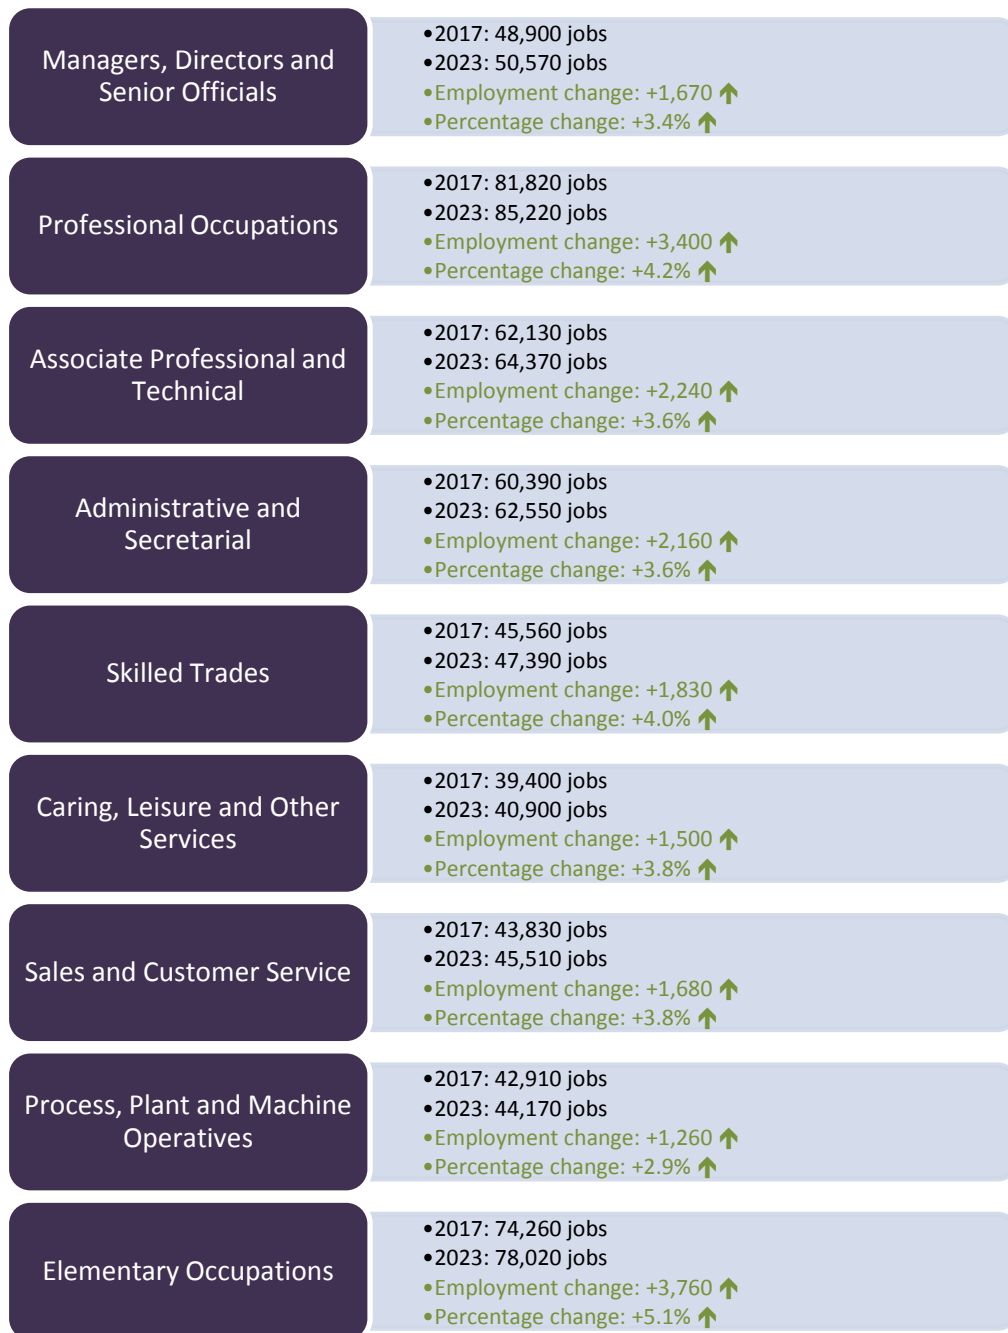 Managers, Directors and
Senior Officials
•2017: 48,900 jobs
•2023: 50,570 jobs
•Employment change: +1,670 ↑
•Percentage change: +3.4% ↑
Professional Occupations
•2017: 81,820 jobs
•2023: 85,220 jobs
•Employment change: +3,400 ↑
•Percentage change: +4.2% ↑
Associate Professional and
Technical
•2017: 62,130 jobs
•2023: 64,370 jobs
•Employment change: +2,240 ↑
•Percentage change: +3.6% ↑
Administrative and
Secretarial
•2017: 60,390 jobs
•2023: 62,550 jobs
•Employment change: +2,160 ↑
•Percentage change: +3.6% ↑
Skilled Trades
•2017: 45,560 jobs
•2023: 47,390 jobs
•Employment change: +1,830 ↑
•Percentage change: +4.0% ↑
Caring, Leisure and Other
Services
•2017: 39,400 jobs
•2023: 40,900 jobs
•Employment change: +1,500 ↑
•Percentage change: +3.8% ↑
Sales and Customer Service
•2017: 43,830 jobs
•2023: 45,510 jobs
•Employment change: +1,680 ↑
•Percentage change: +3.8% ↑
Process, Plant and Machine
Operatives
•2017: 42,910 jobs
•2023: 44,170 jobs
•Employment change: +1,260 ↑
•Percentage change: +2.9% ↑
Elementary Occupations
•2017: 74,260 jobs
•2023: 78,020 jobs
•Employment change: +3,760 ↑
•Percentage change: +5.1% ↑